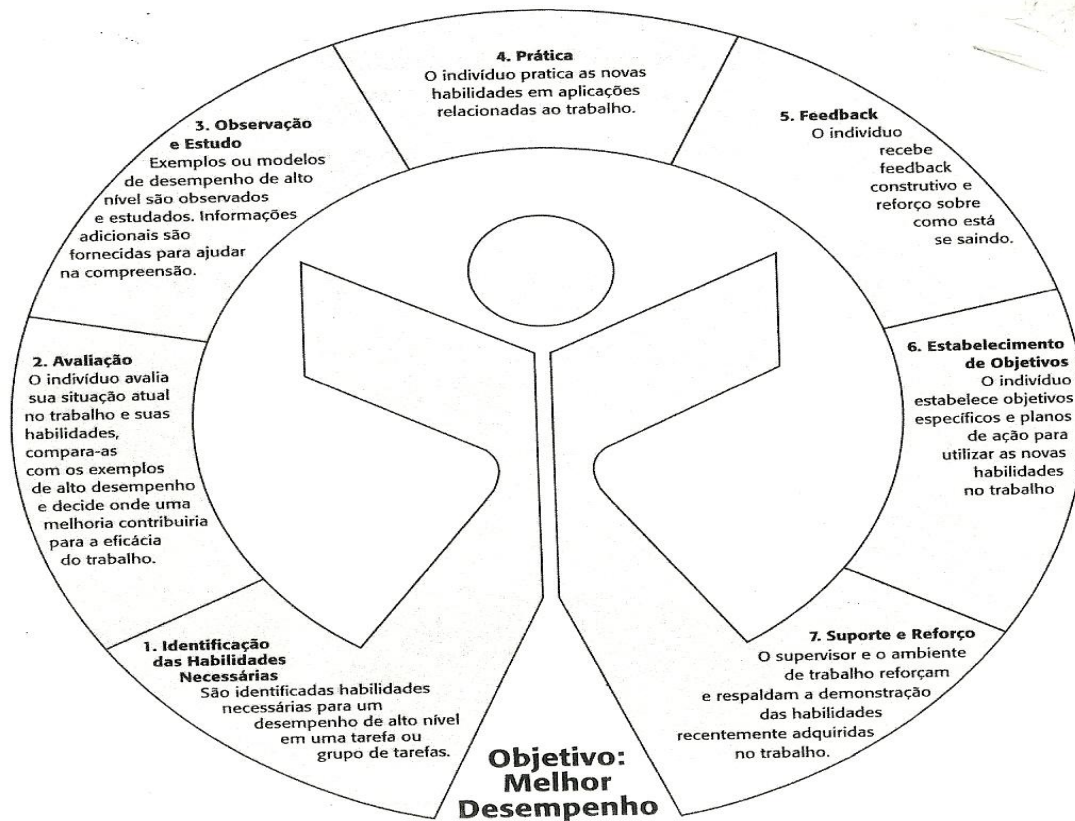 4. Prática
O indivíduo pratica as novas
habilidades em aplicações
relacionadas ao trabalho.
3. Observação
e Estudo
Exemplos ou modelos
de desempenho de alto
nível são observados
e estudados. Informações
adicionais são
fornecidas para ajudar
na compreensão.
5. Feedback
O indivíduo
recebe
feedback
construtivo e
reforço sobre
como está
se saindo.
2. Avaliação
O indivíduo avalia
sua situação atual
no trabalho e suas
habilidades,
compara-as
com os exemplos
de alto desempenho
e decide onde uma
melhoria contribuiria
para a eficácia
do trabalho.
6. Estabelecimento
de Objetivos
O indivíduo
estabelece objetivos
específicos e planos
de ação para
utilizar as novas
habilidades
no trabalho
1. Identificação
das Habilidades
Necessárias
São identificadas habilidades
necessárias para um
desempenho de alto nível
em uma tarefa ou
grupo de tarefas.
7. Suporte e Reforço
O supervisor e o ambiente
de trabalho reforçam
e respaldam a demonstração
das habilidades
recentemente adquiridas
no trabalho.
Objetivo:
Melhor
Desempenho